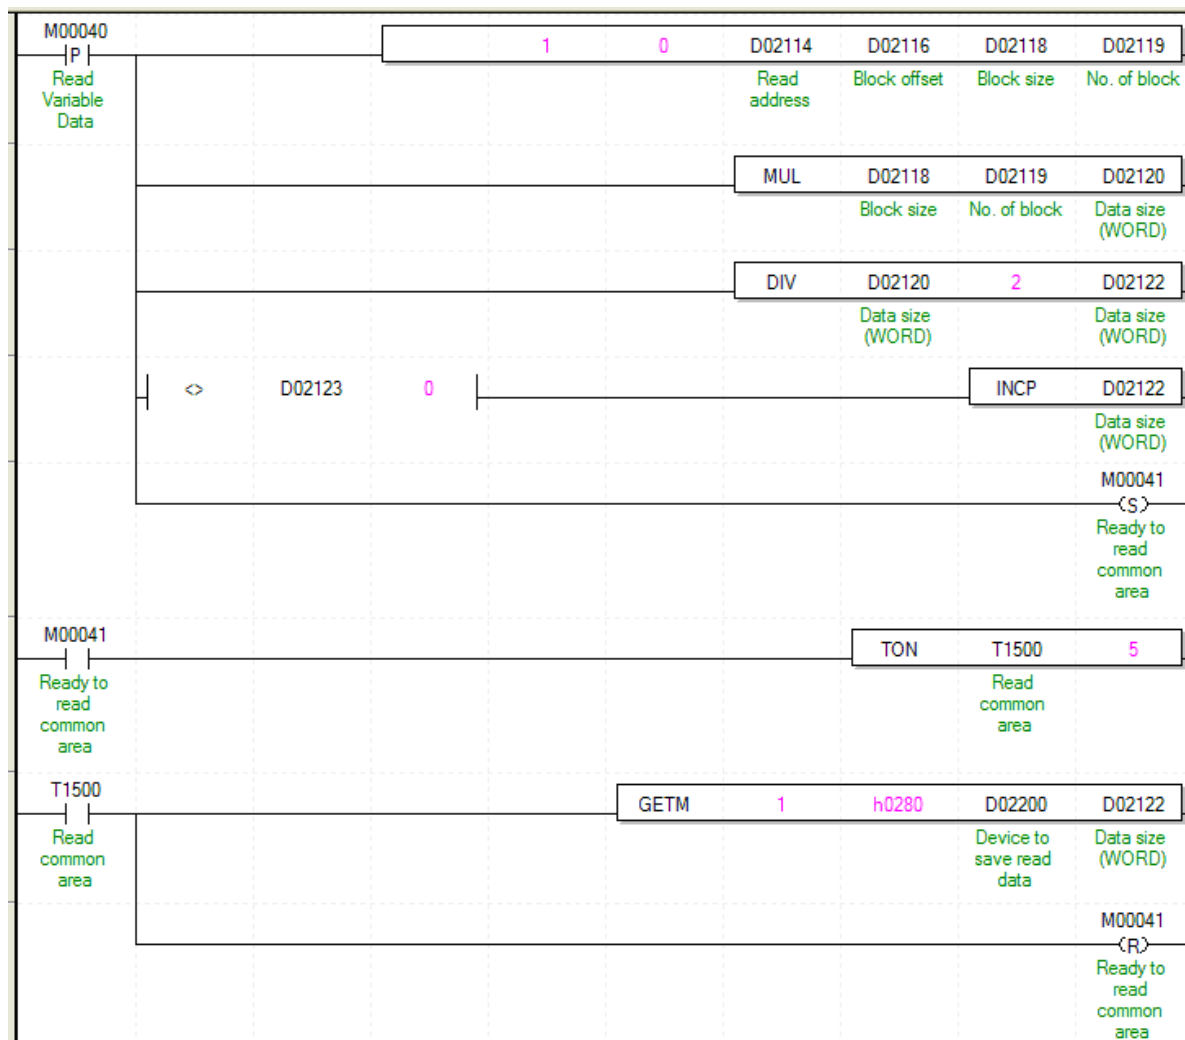 M00040
P 1 0 D02114 D02116 D02118 D02119
Read Variable Data
Read address
Block offset
Block size
No. of block
MUL D02118 D02119 D02120
Block size
No. of block
Data size (WORD)
DIV D02120 2 D02122
Data size (WORD)
Data size (WORD)
<> D02123 0 INCP D02122
Data size (WORD)
M00041
(S)
Ready to read common area
M00041
TON T1500 5
Ready to read common area
Read common area
T1500
GETM 1 h0280 D02200 D02122
Read common area
Device to save read data
Data size (WORD)
M00041
(R)
Ready to read common area